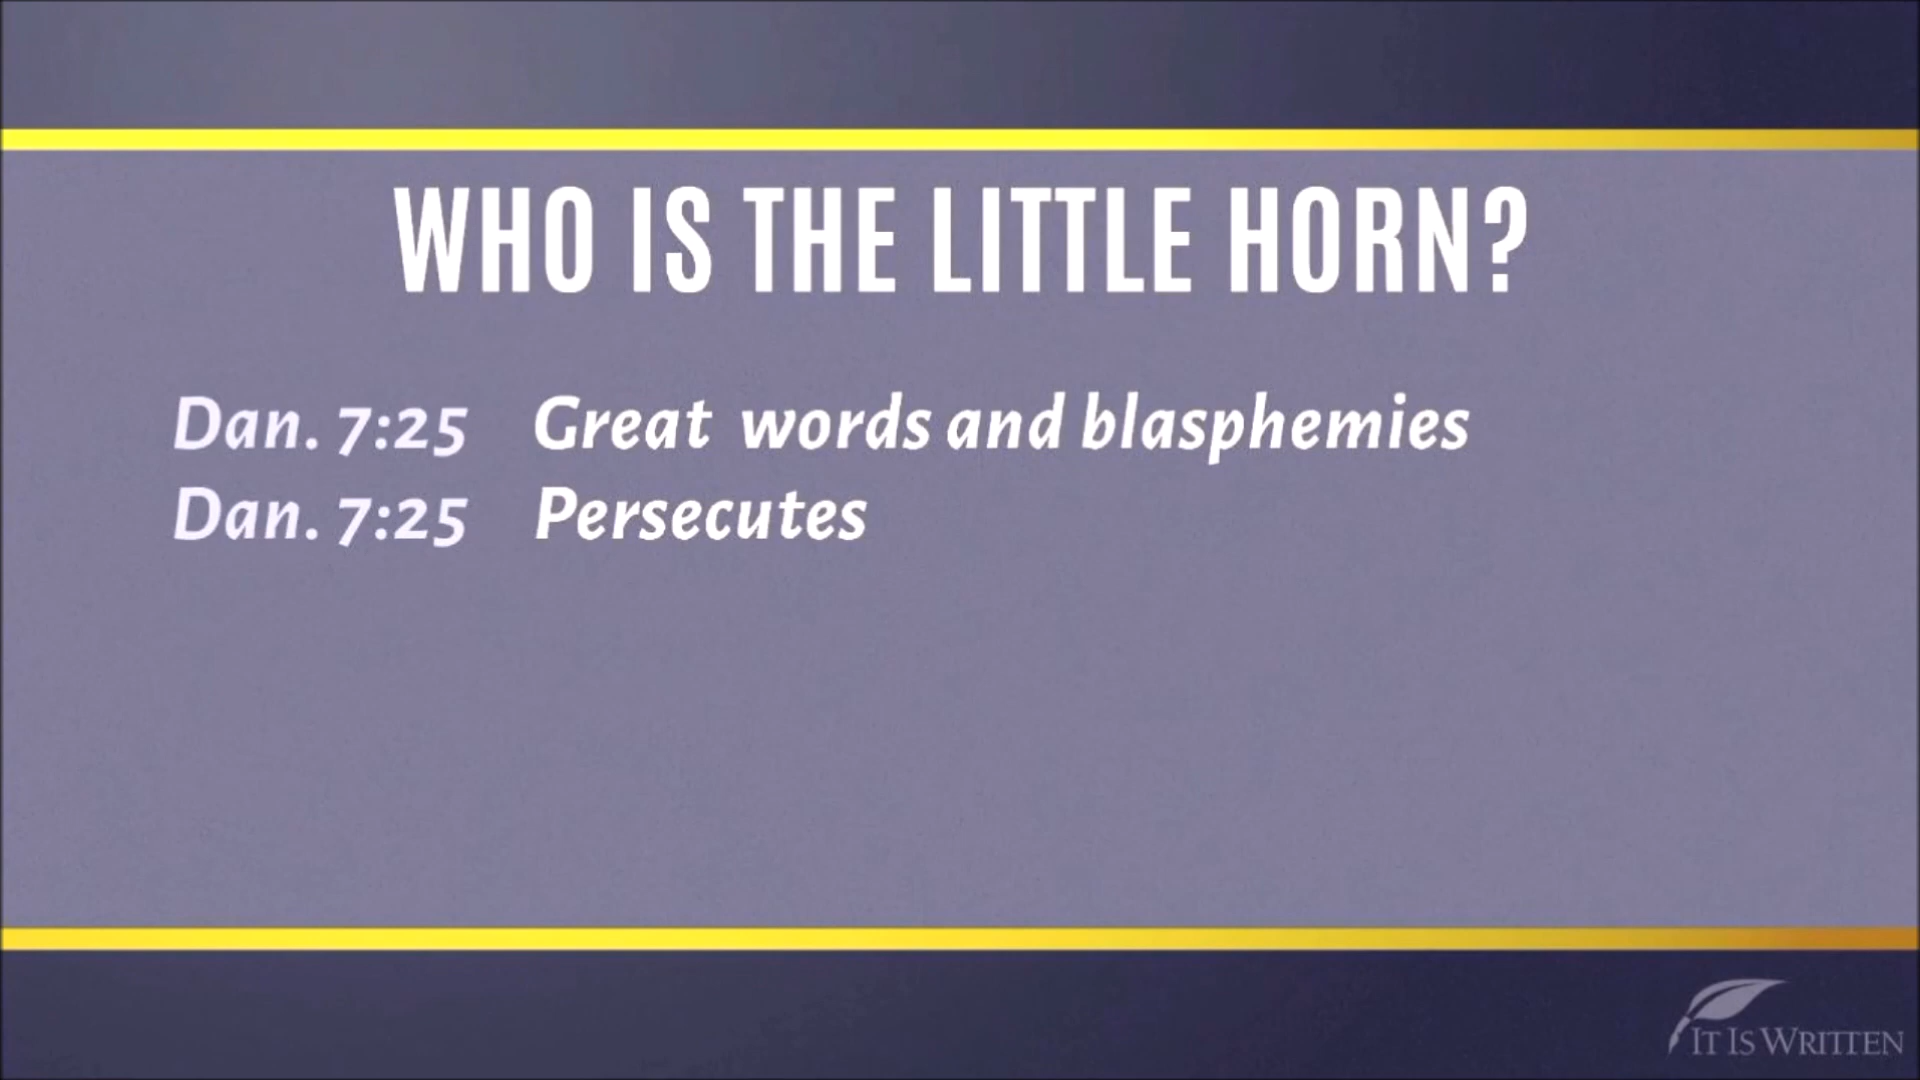 WHO IS THE LITTLE HORN?
Dan. 7:25 Great words and blasphemies
Dan. 7:25 Persecutes
IT IS WRITTEN